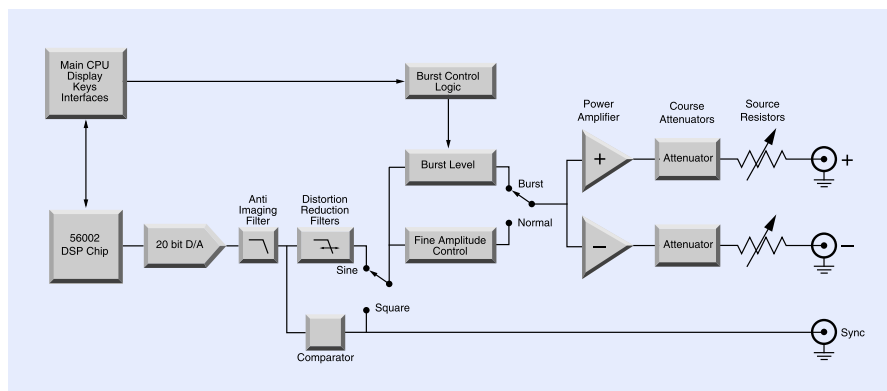 Main CPU
Display
Keys
Interfaces
Burst Control
Logic
Power
Amplifier
Course
Attenuators
Source
Resistors
Burst Level
+
Attenuator
+
Burst
Normal
Anti
Imaging
Filter
Distortion
Reduction
Filters
56002
DSP Chip
20 bit D/A
Fine Amplitude
Control
−
Attenuator
−
Sine
Square
Sync
Comparator